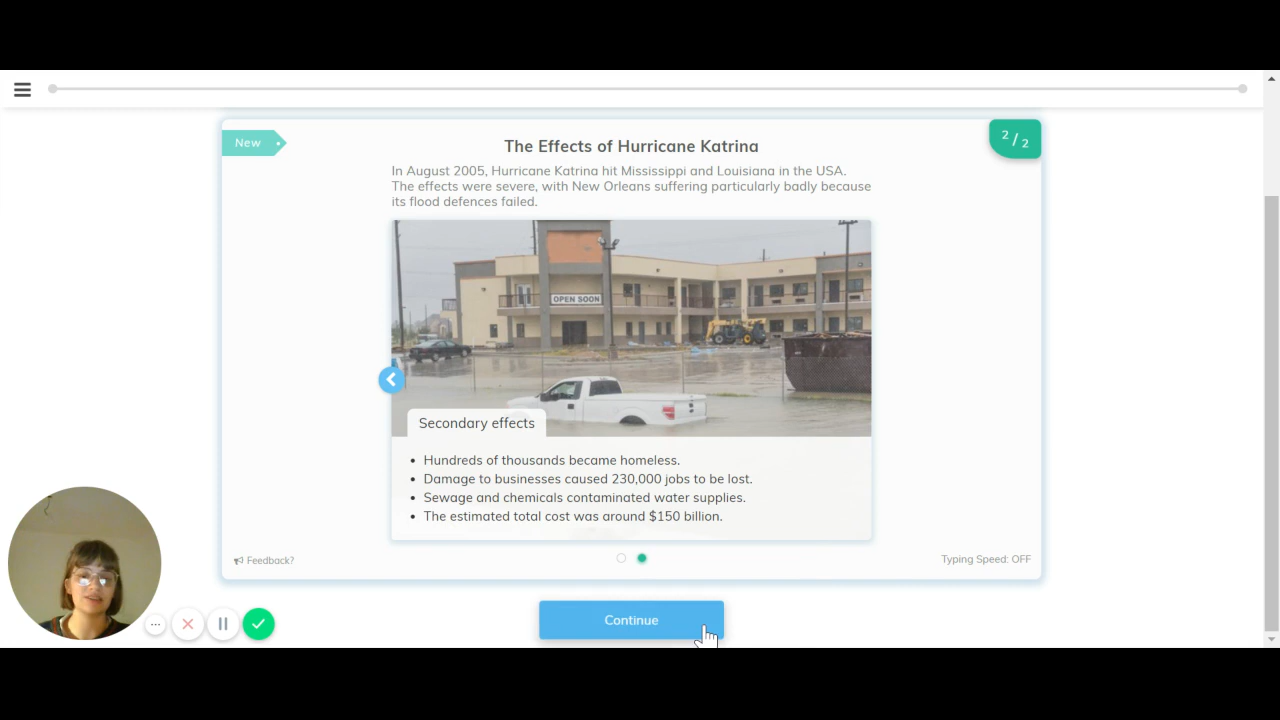 New
2/2
The Effects of Hurricane Katrina
In August 2005, Hurricane Katrina hit Mississippi and Louisiana in the USA.
The effects were severe, with New Orleans suffering particularly badly because
its flood defences failed.
OPEN SOON
Secondary effects
• Hundreds of thousands became homeless.
• Damage to businesses caused 230,000 jobs to be lost.
• Sewage and chemicals contaminated water supplies.
• The estimated total cost was around $150 billion.
Feedback?
Typing Speed: OFF
Continue